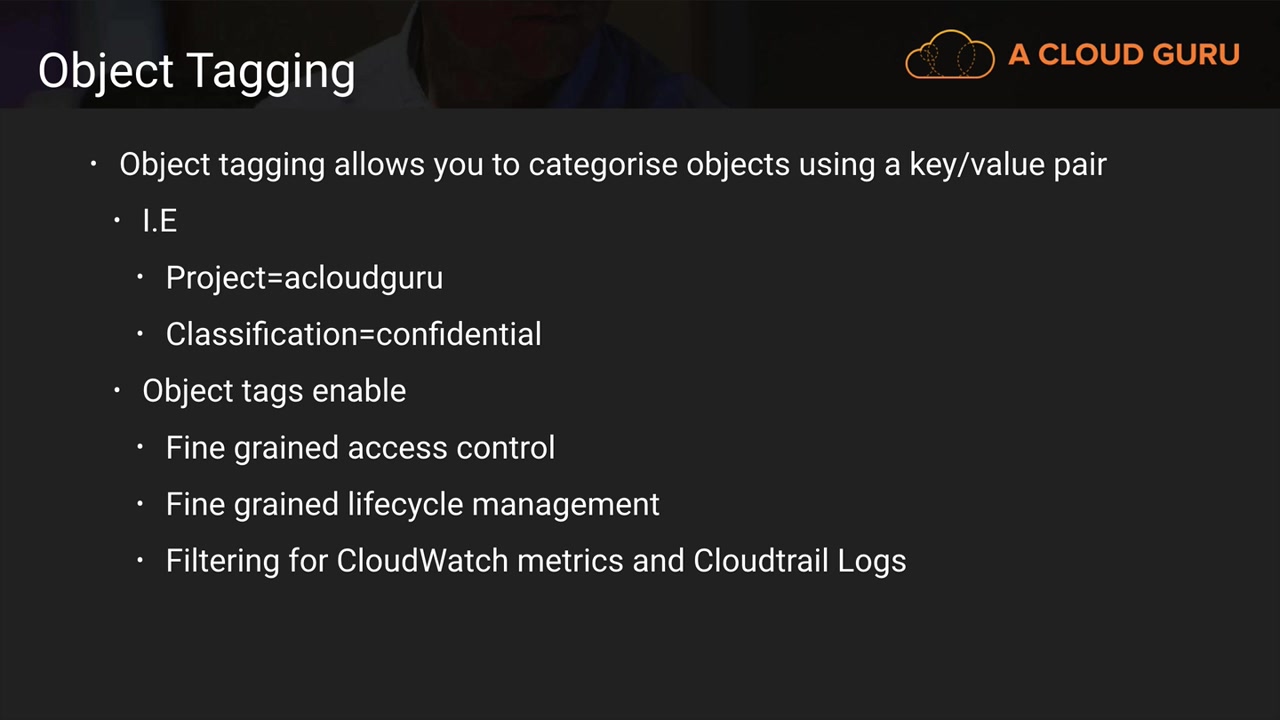 Object Tagging
A CLOUD GURU
Object tagging allows you to categorise objects using a key/value pair
I.E
Project=acloudguru
Classification=confidential
Object tags enable
Fine grained access control
Fine grained lifecycle management
Filtering for CloudWatch metrics and Cloudtrail Logs